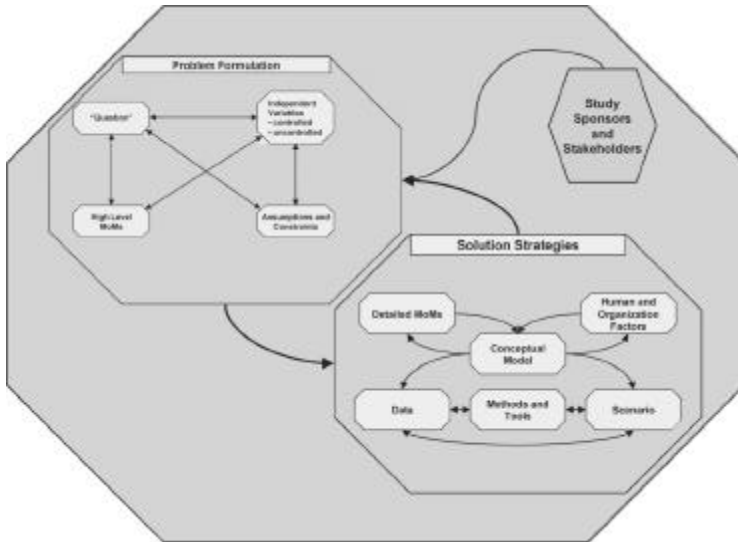 Problem Formulation
"Question"
Independent
Variables
– controlled
– uncontrolled
High Level
MoMs
Assumptions and
Constraints
Study
Sponsors
and
Stakeholders
Solution Strategies
Detailed MoMs
Human and
Organization
Factors
Conceptual
Model
Data
Methods and
Tools
Scenario